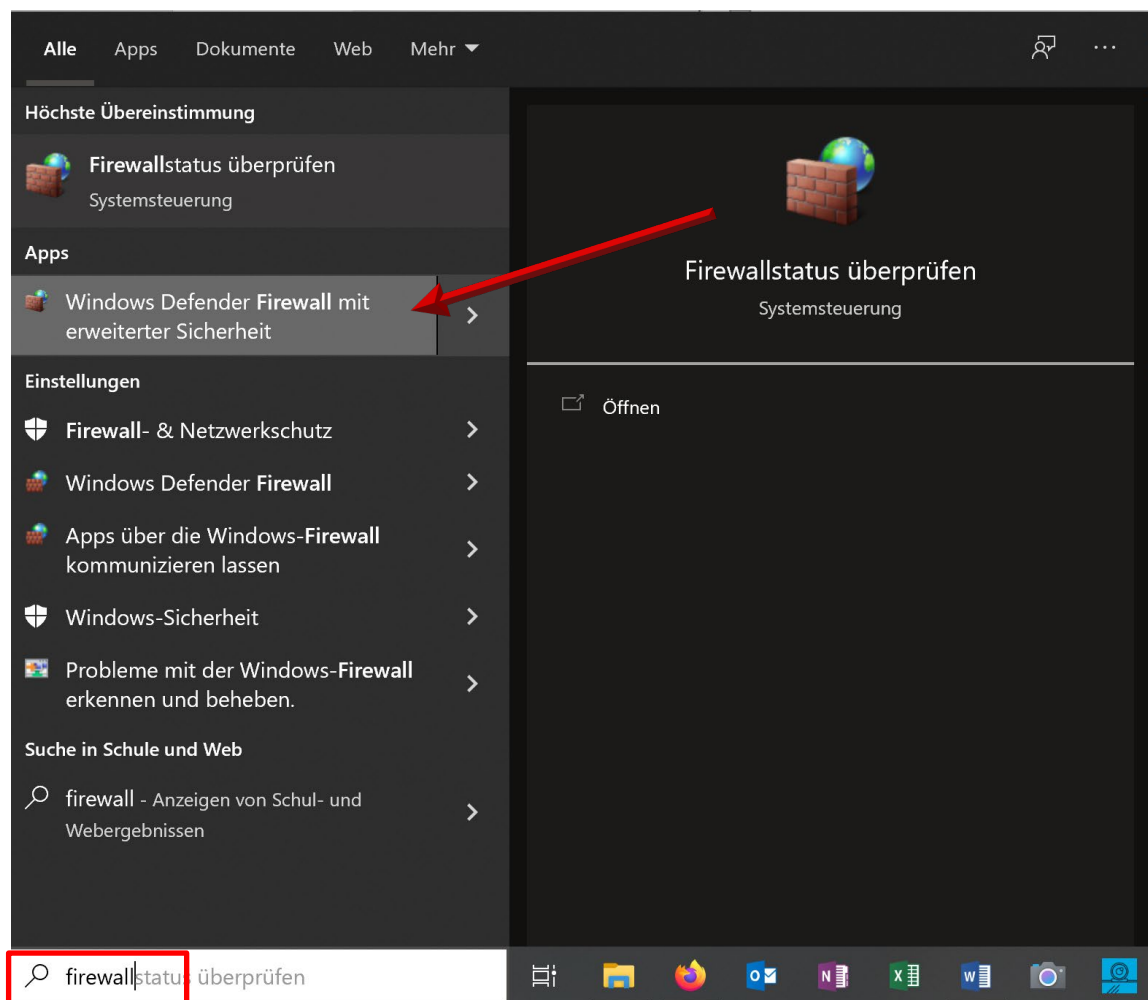 Alle Apps Dokumente Web Mehr
Höchste Übereinstimmung
Firewallstatus überprüfen
Systemsteuerung
Apps
Windows Defender Firewall mit
erweiterter Sicherheit
Einstellungen
Firewall- & Netzwerkschutz
Windows Defender Firewall
Apps über die Windows-Firewall
kommunizieren lassen
Windows-Sicherheit
Probleme mit der Windows-Firewall
erkennen und beheben.
Suche in Schule und Web
firewall - Anzeigen von Schul- und
Webergebnissen
Firewallstatus überprüfen
Systemsteuerung
Öffnen
firewallstatus überprüfen